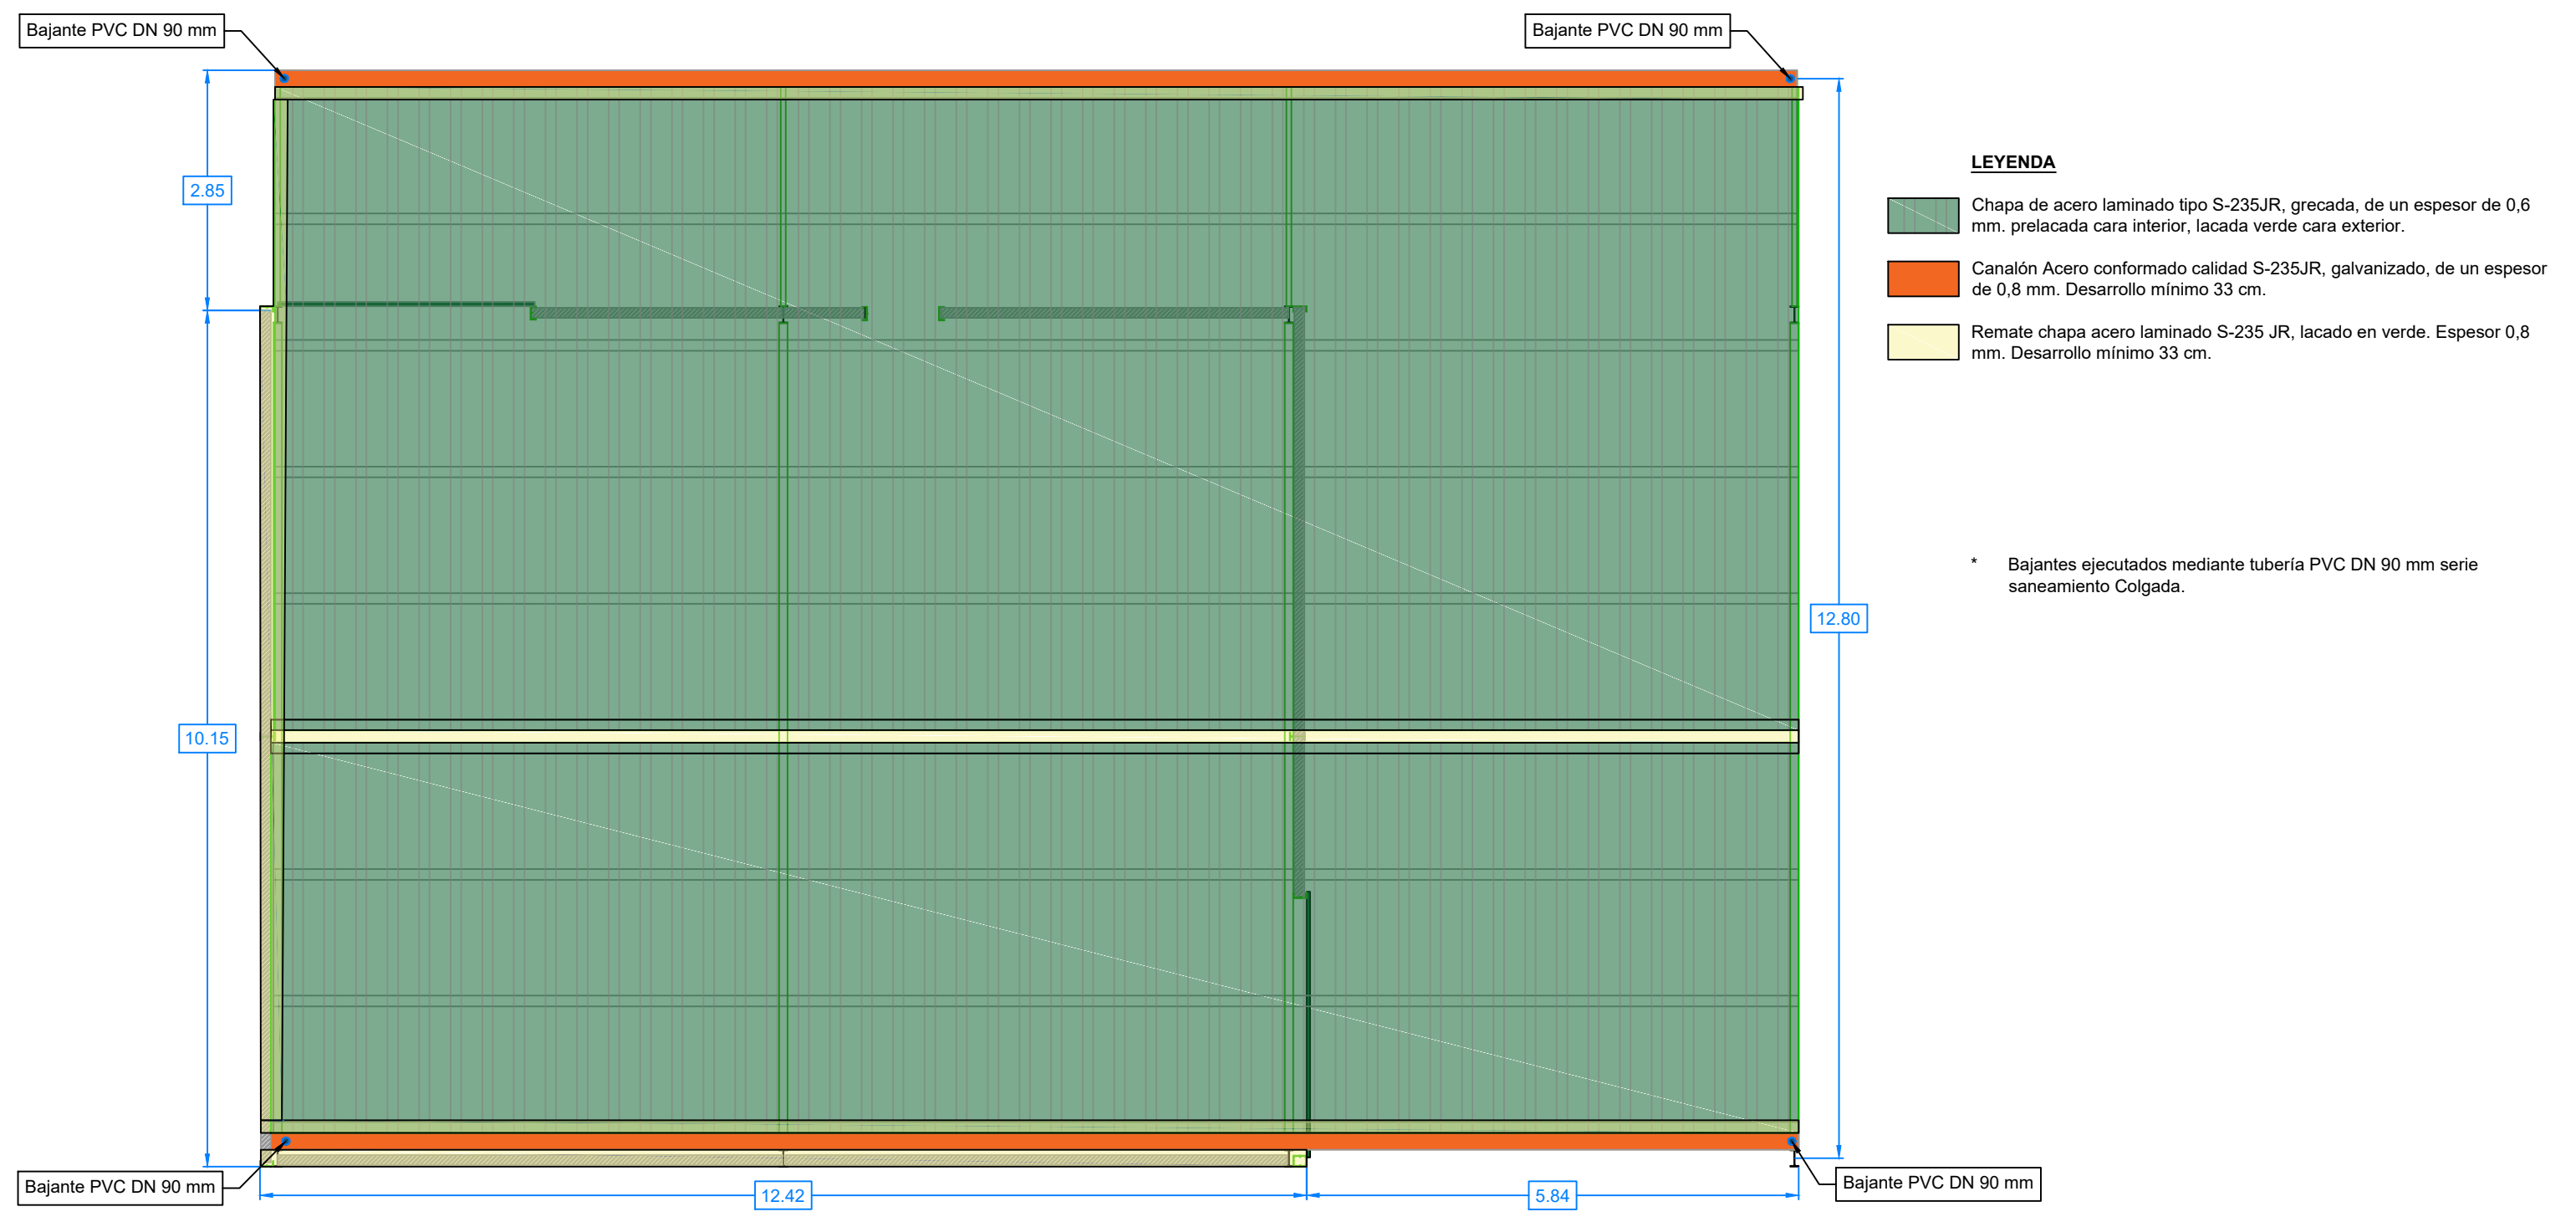 Bajante PVC DN 90 mm
Bajante PVC DN 90 mm
2.85
10.15
12.80
LEYENDA
Chapa de acero laminado tipo S-235JR, grecada, de un espesor de 0,6
mm. prelacada cara interior, lacada verde cara exterior.
Canalón Acero conformado calidad S-235JR, galvanizado, de un espesor
de 0,8 mm. Desarrollo mínimo 33 cm.
Remate chapa acero laminado S-235 JR, lacado en verde. Espesor 0,8
mm. Desarrollo mínimo 33 cm.
* Bajantes ejecutados mediante tubería PVC DN 90 mm serie
saneamiento Colgada.
Bajante PVC DN 90 mm
12.42
5.84
Bajante PVC DN 90 mm